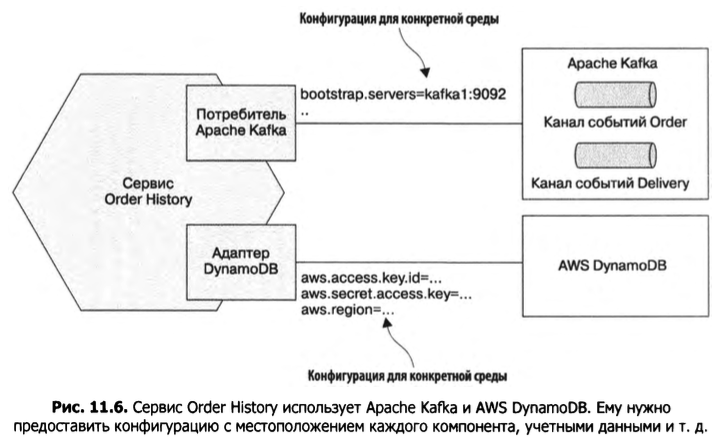 Конфигурация для конкретной среды
Потребитель
Apache Kafka
bootstrap.servers=kafka1:9092
..
Apache Kafka
Канал событий Order
Канал событий Delivery
Сервис
Order History
Адаптер
DynamoDB
aws.access.key.id=...
aws.secret.access.key=...
aws.region=...
AWS DynamoDB
Конфигурация для конкретной среды
Рис. 11.6. Сервис Order History использует Apache Kafka и AWS DynamoDB. Ему нужно
предоставить конфигурацию с местоположением каждого компонента, учетными данными и т. д.